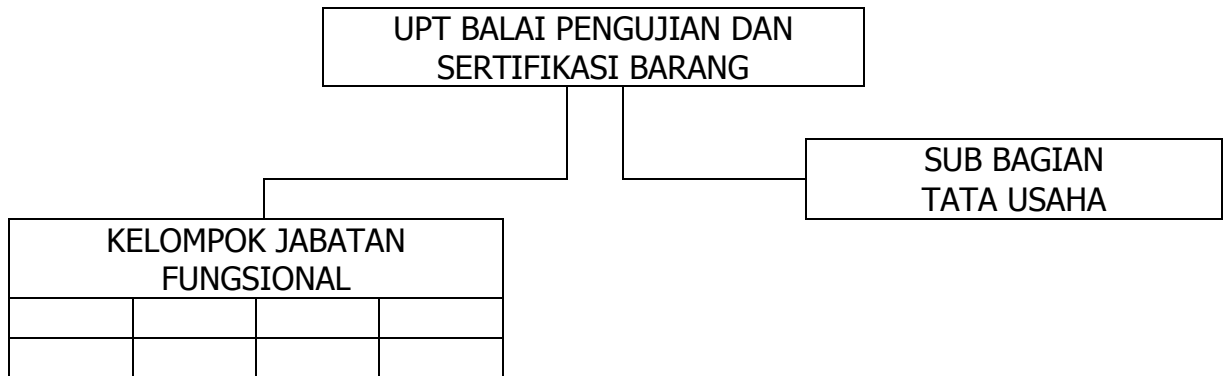 UPT BALAI PENGUJIAN DAN
SERTIFIKASI BARANG
SUB BAGIAN
TATA USAHA
KELOMPOK JABATAN
FUNGSIONAL